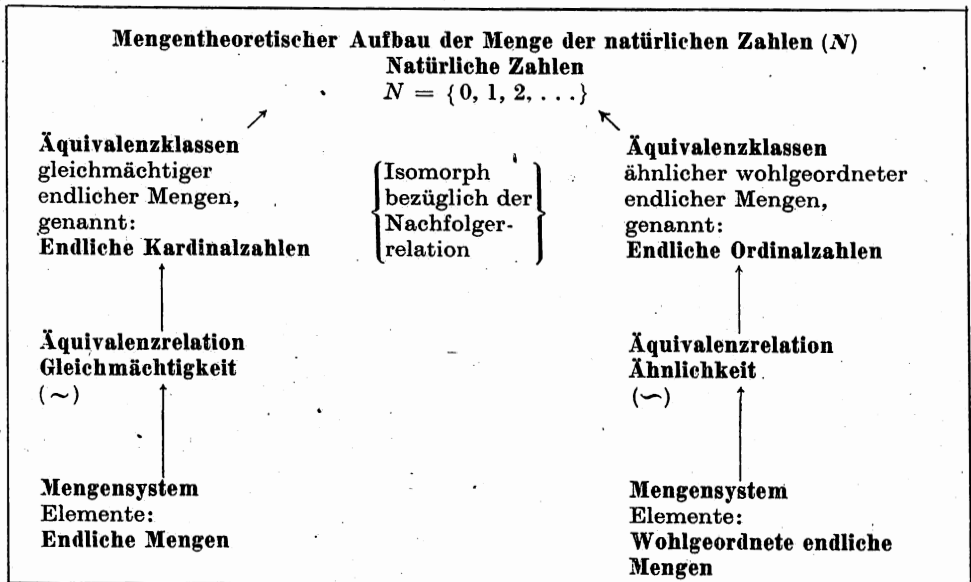 Mengentheoretischer Aufbau der Menge der natürlichen Zahlen (N)
Natürliche Zahlen
N = {0, 1, 2, . . .}
Äquivalenzklassen
gleichmächtiger
endlicher Mengen,
genannt:
Endliche Kardinalzahlen
Isomorph
bezüglich der
Nachfolger-
relation
Äquivalenzklassen
ähnlicher wohlgeordneter
endlicher Mengen,
genannt:
Endliche Ordinalzahlen
Äquivalenzrelation
Gleichmächtigkeit
(∼)
Äquivalenzrelation
Ähnlichkeit
(∽)
Mengensystem
Elemente:
Endliche Mengen
Mengensystem
Elemente:
Wohlgeordnete endliche
Mengen